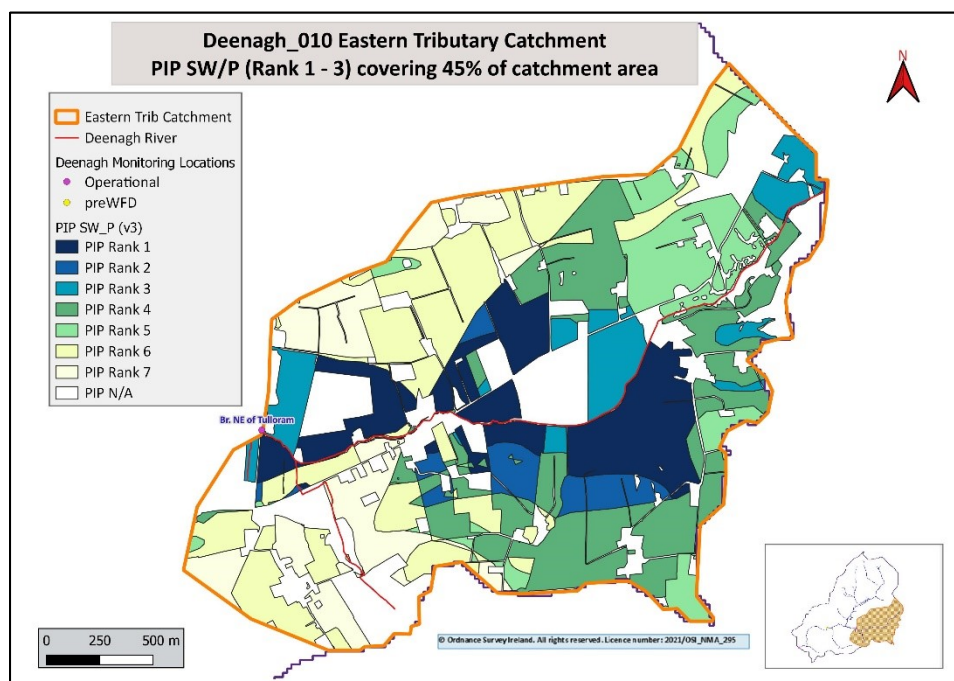 Deenagh_010 Eastern Tributary Catchment
PIP SW/P (Rank 1 - 3) covering 45% of catchment area
N
Eastern Trib Catchment
Deenagh River
Deenagh Monitoring Locations
Operational
preWFD
PIP SW_P (v3)
PIP Rank 1
PIP Rank 2
PIP Rank 3
PIP Rank 4
PIP Rank 5
PIP Rank 6
PIP Rank 7
PIP N/A
Br. NE of Tulloram
0 250 500 m
© Ordnance Survey Ireland. All rights reserved. Licence number: 2021/OSI_NMA_295